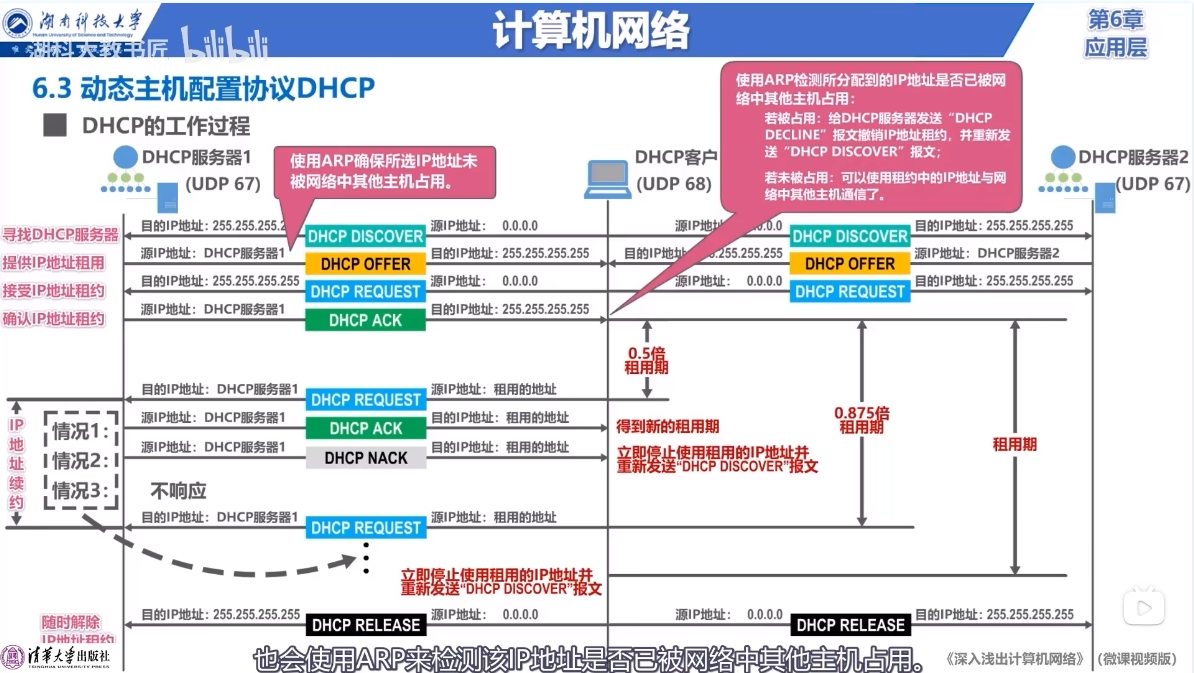 湖南科技大学
Hunan University of Science and Technology
湖科大教书匠 bilibili
计算机网络
第6章
应用层
6.3 动态主机配置协议DHCP
DHCP的工作过程
DHCP服务器1
(UDP 67)
使用ARP确保所选IP地址未
被网络中其他主机占用。
DHCP客户
(UDP 68)
使用ARP检测所分配到的IP地址是否已被网
络中其他主机占用：
若被占用：给DHCP服务器发送“DHCP
DECLINE”报文撤销IP地址租约，并重新发
送“DHCP DISCOVER”报文；
若未被占用：可以使用租约中的IP地址与网
络中其他主机通信了。
DHCP服务器2
(UDP 67)
寻找DHCP服务器 目的IP地址：255.255.255.2 DHCP DISCOVER 源IP地址： 0.0.0.0 源IP地址： 0.0.0 DHCP DISCOVER 目的IP地址：255.255.255.255
提供IP地址租用 源IP地址：DHCP服务器1 DHCP OFFER 目的IP地址：255.255.255.255 目的IP地址： 55.255.255 DHCP OFFER 源IP地址：DHCP服务器2
接受IP地址租约 目的IP地址：255.255.255.255 DHCP REQUEST 源IP地址： 0.0.0.0 源IP地址： 0.0.0.0 DHCP REQUEST 目的IP地址：255.255.255.255
确认IP地址租约 源IP地址：DHCP服务器1 DHCP ACK 目的IP地址：255.255.255.255
0.5倍
租用期
0.875倍
租用期
租用期
目的IP地址：DHCP服务器1 DHCP REQUEST 源IP地址：租用的地址
IP地址续约
情况1： 源IP地址：DHCP服务器1 DHCP ACK 目的IP地址：租用的地址 得到新的租用期
情况2： 源IP地址：DHCP服务器1 DHCP NACK 目的IP地址：租用的地址 立即停止使用租用的IP地址并
重新发送“DHCP DISCOVER”报文
情况3： 不响应
目的IP地址：DHCP服务器1 DHCP REQUEST 源IP地址：租用的地址
立即停止使用租用的IP地址并
重新发送“DHCP DISCOVER”报文
随时解除
IP地址租约
目的IP地址：255.255.255.255 DHCP RELEASE 源IP地址： 0.0.0.0 源IP地址： 0.0.0.0 DHCP RELEASE 目的IP地址：255.255.255.255
清华大学出版社
TSINGHUA UNIVERSITY PRESS
也会使用ARP来检测该IP地址是否已被网络中其他主机占用。
《深入浅出计算机网络》（微课视频版）